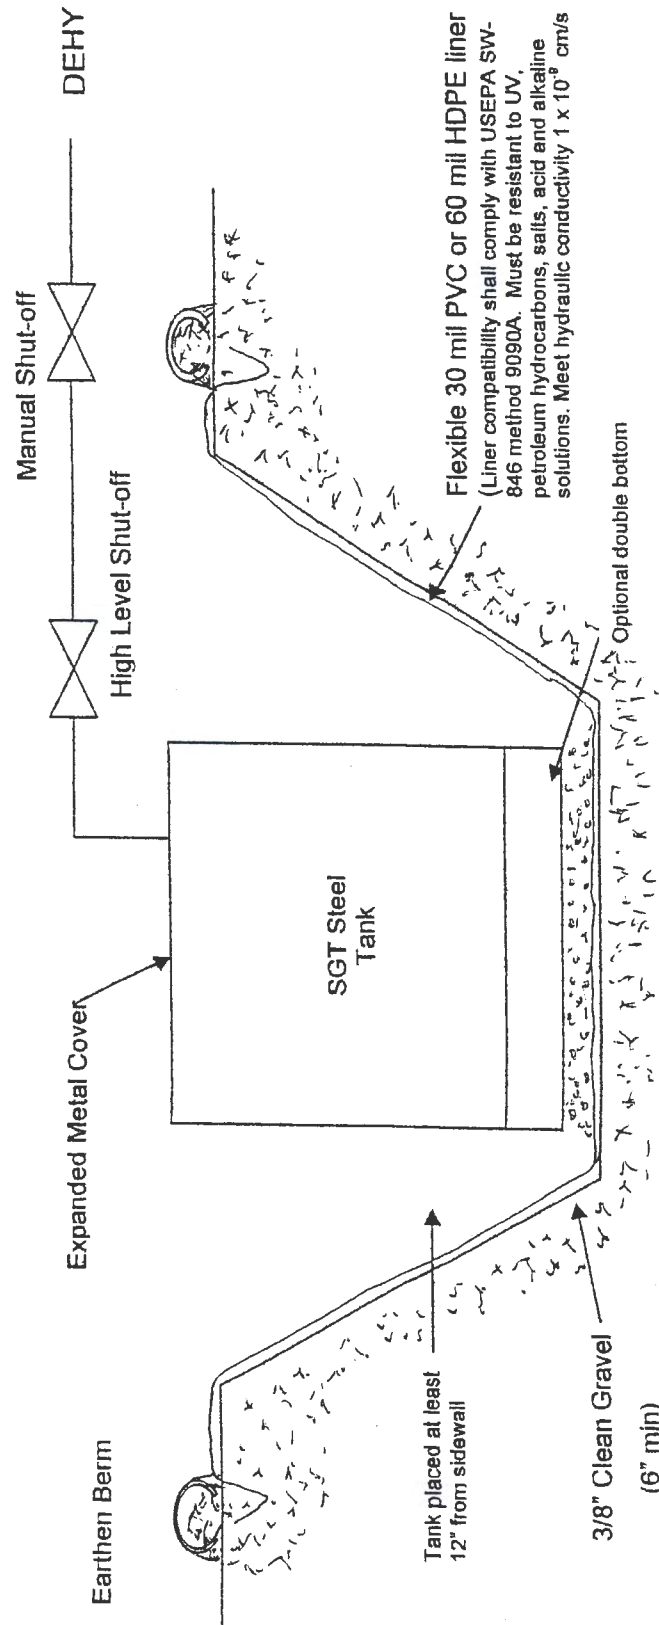 DEHY
Manual Shut-off
High Level Shut-off
Expanded Metal Cover
Earthen Berm
SGT Steel
Tank
Flexible 30 mil PVC or 60 mil HDPE liner
(Liner compatibility shall comply with USEPA SW-
846 method 9090A. Must be resistant to UV,
petroleum hydrocarbons, salts, acid and alkaline
solutions. Meet hydraulic conductivity 1 x 10⁻⁹ cm/s
Optional double bottom
Tank placed at least
12" from sidewall
3/8" Clean Gravel
(6" min)